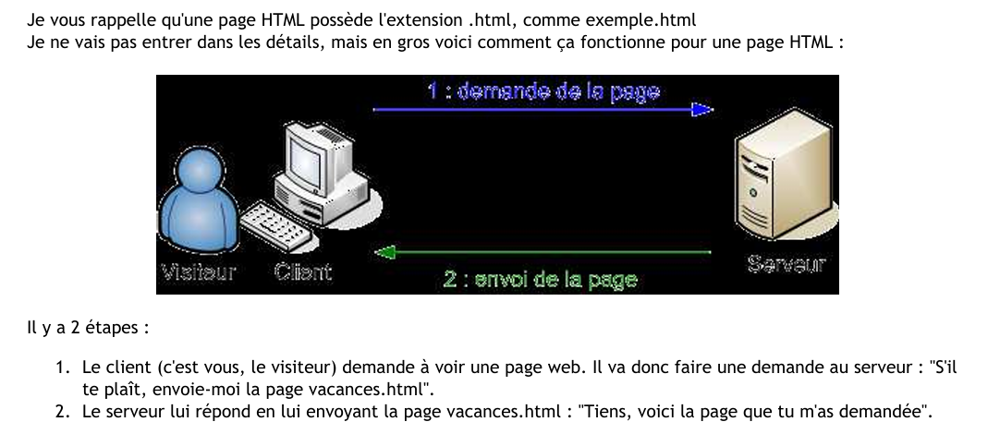 Je vous rappelle qu'une page HTML possède l'extension .html, comme exemple.html
Je ne vais pas entrer dans les détails, mais en gros voici comment ça fonctionne pour une page HTML :
1 : demande de la page
Visiteur
Client
Serveur
2 : envoi de la page
Il y a 2 étapes :
1. Le client (c'est vous, le visiteur) demande à voir une page web. Il va donc faire une demande au serveur : "S'il
te plaît, envoie-moi la page vacances.html".
2. Le serveur lui répond en lui envoyant la page vacances.html : "Tiens, voici la page que tu m'as demandée".